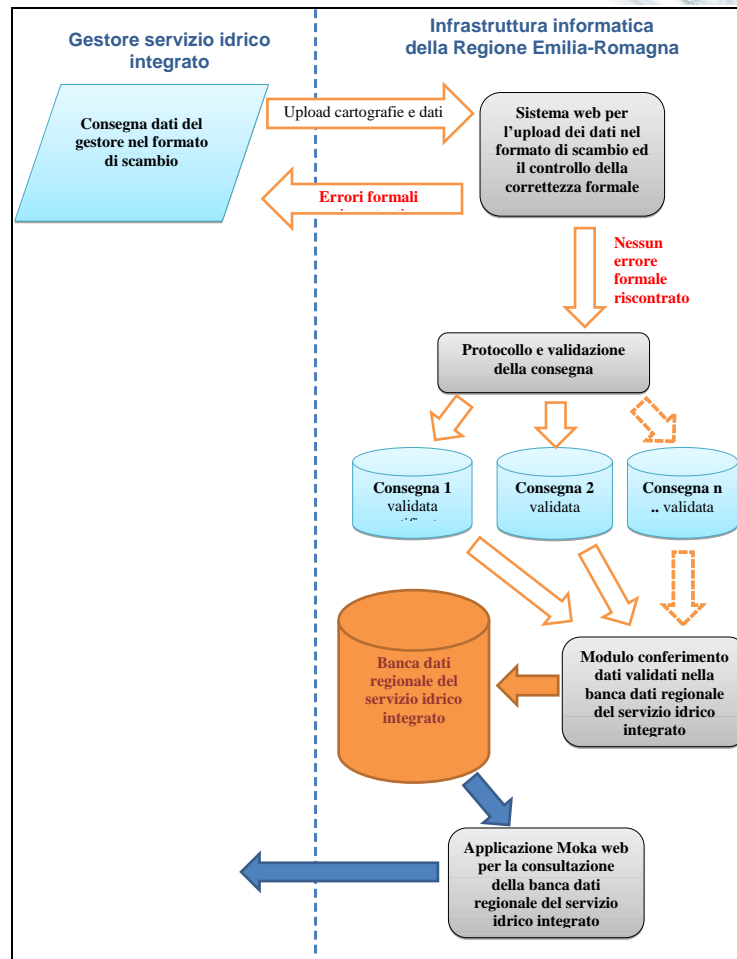 Gestore servizio idrico
integrato
Infrastruttura informatica
della Regione Emilia-Romagna
Consegna dati del
gestore nel formato
di scambio
Upload cartografie e dati
Sistema web per
l'upload dei dati nel
formato di scambio ed
il controllo della
correttezza formale
Errori formali
Nessun
errore
formale
riscontrato
Protocollo e validazione
della consegna
Consegna 1
validata
Consegna 2
validata
Consegna n
.. validata
Banca dati
regionale del
servizio idrico
integrato
Modulo conferimento
dati validati nella
banca dati regionale
del servizio idrico
integrato
Applicazione Moka web
per la consultazione
della banca dati
regionale del servizio
idrico integrato